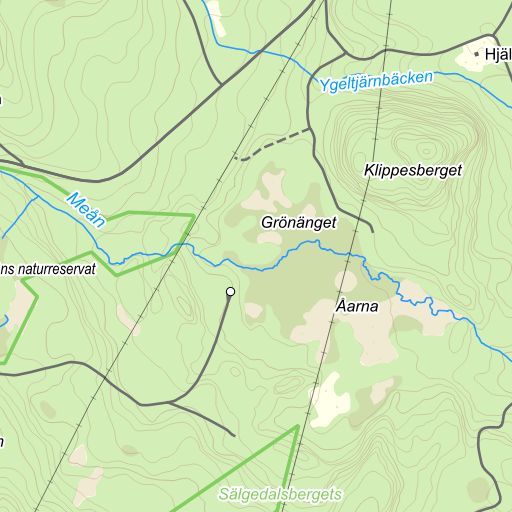 Hjäl
Ygeltjärnbäcken
Klippesberget
Meån
Grönänget
ns naturreservat
Åarna
n
Sälgedalsbergets